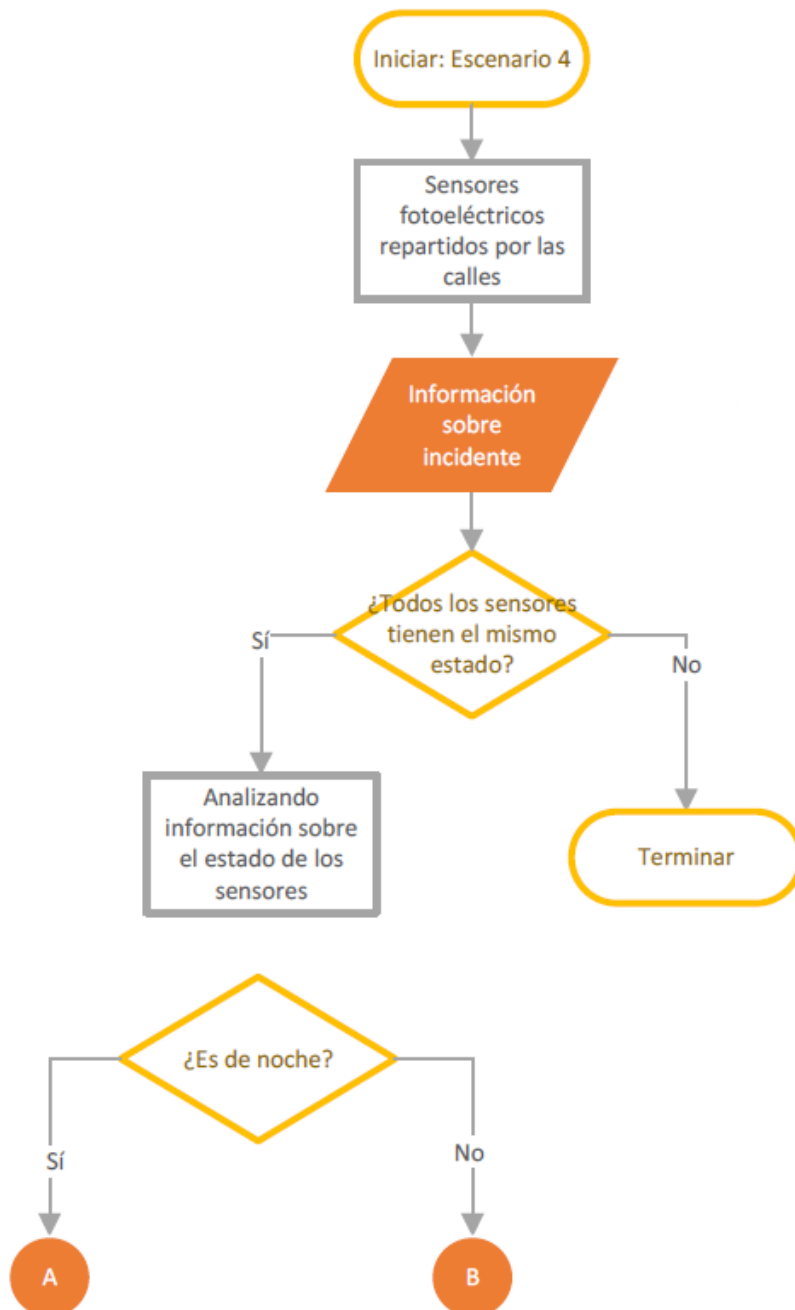 Iniciar: Escenario 4
Sensores
fotoeléctricos
repartidos por las
calles
Información
sobre
incidente
¿Todos los sensores
tienen el mismo
estado?
Sí
No
Analizando
información sobre
el estado de los
sensores
Terminar
¿Es de noche?
Sí
No
A
B